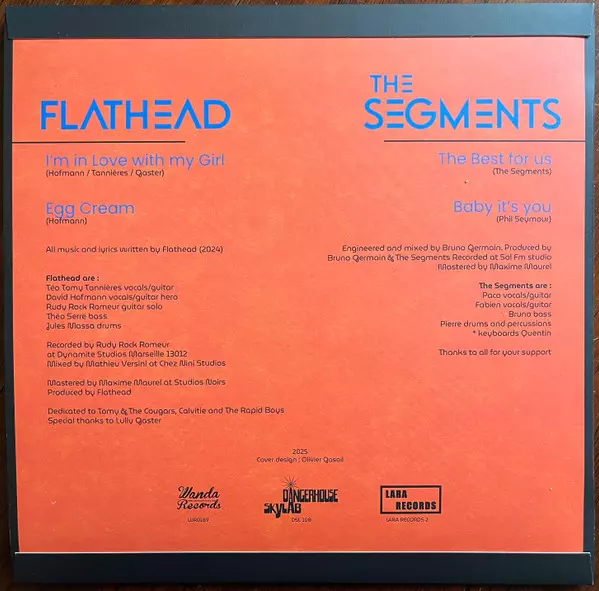 FLATHEAD
I'm in Love with my Girl
(Hofmann / Tannières / Gaster)
Egg Cream
(Hofmann)
All music and lyrics written by Flathead (2024)
Flathead are :
Teo Tamy Tannières vocals/guitar
David Hofmann vocals/guitar hero
Rudy Rock Romeur guitar solo
Théo Serre bass
Jules Massa drums
Recorded by Rudy Rock Romeur
at Dynamite Studios Marseille 13012
Mixed by Mathieu Versini at Chez Nini Studios
Mastered by Maxime Maurel at Studios Noirs
Produced by Flathead
Dedicated to Tamy & The Cougars, Calvitie and The Rapid Boys
Special thanks to Lully Gaster
THE
SEGMENTS
The Best for us
(The Segments)
Baby it's you
(Phil Seymour)
Engineered and mixed by Bruno Germain, Produced by
Bruno Germain & The Segments Recorded at Sol Fm studio
Mastered by Maxime Maurel
The Segments are :
Paco vocals/guitar
Fabien vocals/guitar
Bruno bass
Pierre drums and percussions
* keyboards Quentin
Thanks to all for your support
2025
Cover design : Olivier Gasoil
Wanda
Records
DANGERHOUSE
SKYLAB
DSL 108
LARA
RECORDS
LARA RECORDS 2